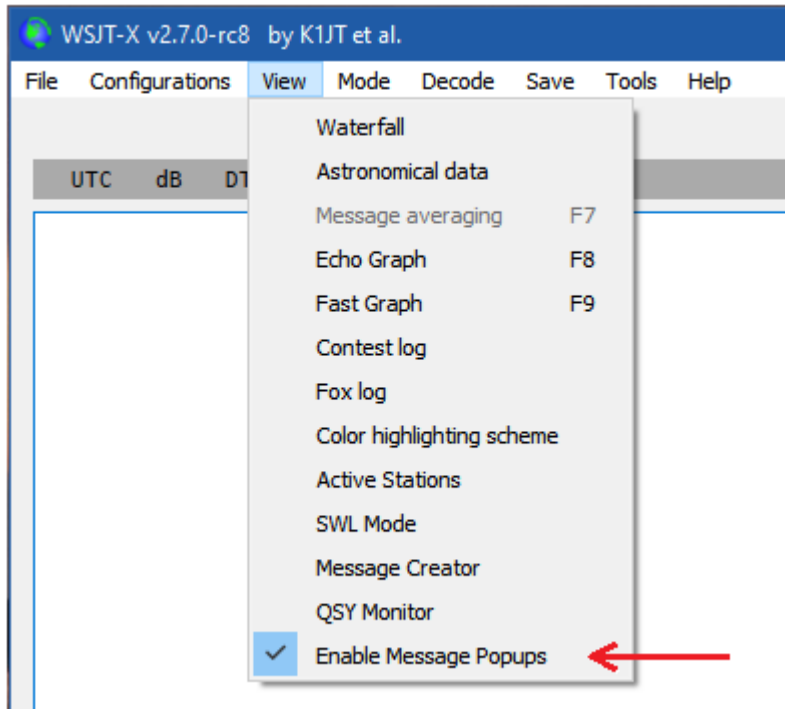 WSJT-X v2.7.0-rc8 by K1JT et al.
File Configurations View Mode Decode Save Tools Help
UTC dB DT
Waterfall
Astronomical data
Message averaging F7
Echo Graph F8
Fast Graph F9
Contest log
Fox log
Color highlighting scheme
Active Stations
SWL Mode
Message Creator
QSY Monitor
Enable Message Popups